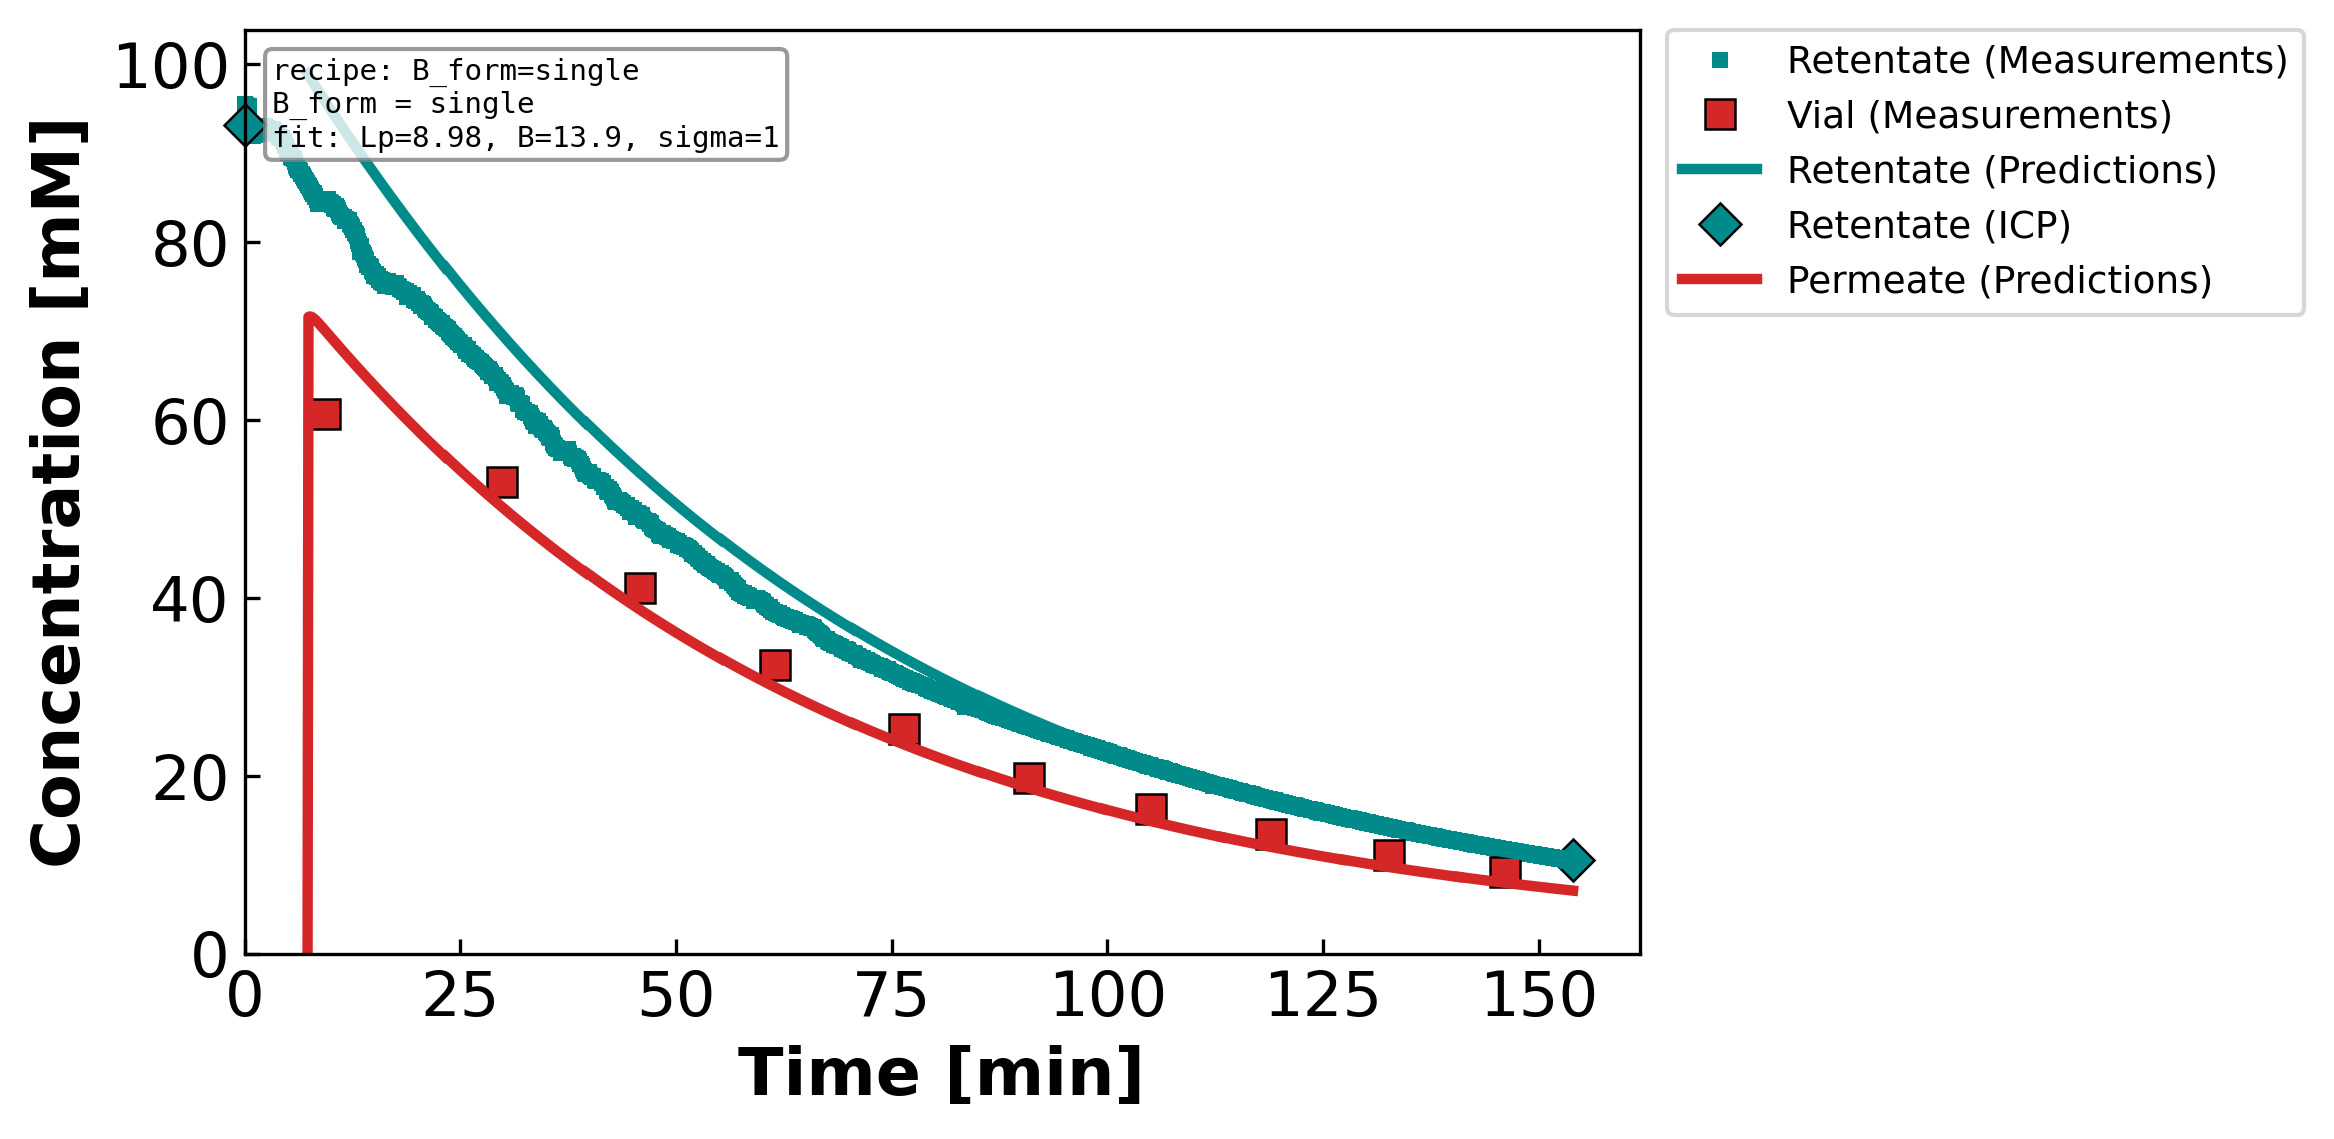 recipe: B_form=single
B_form = single
fit: Lp=8.98, B=13.9, sigma=1
Retentate (Measurements)
Vial (Measurements)
Retentate (Predictions)
Retentate (ICP)
Permeate (Predictions)
Concentration [mM]
100
80
60
40
20
0
0 25 50 75 100 125 150
Time [min]